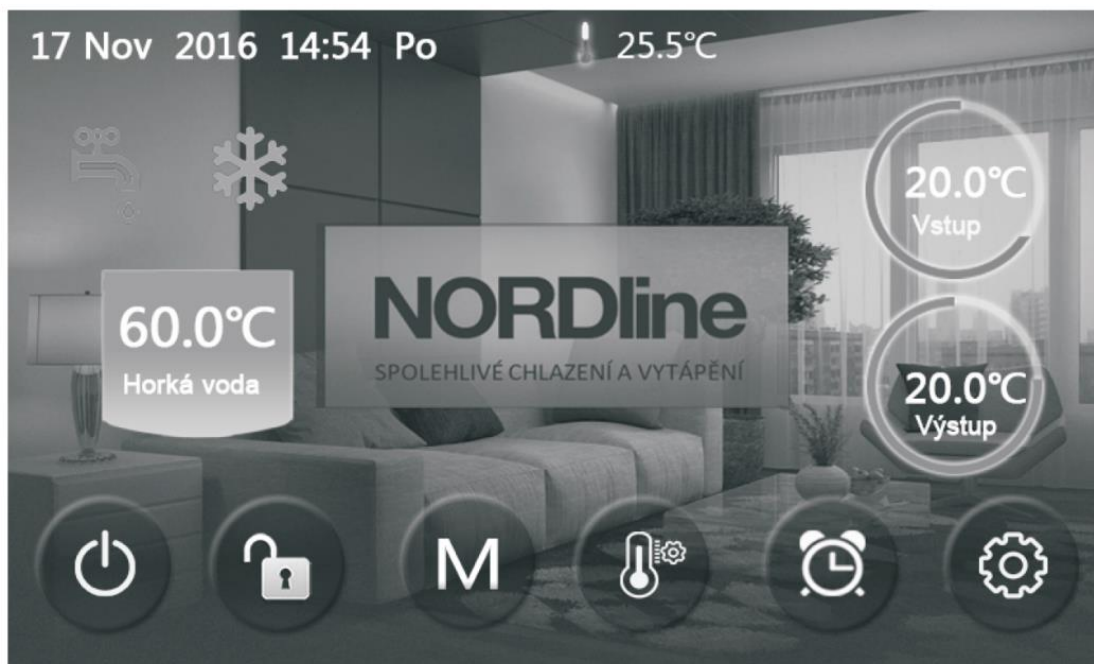 17 Nov 2016 14:54 Po 25.5°C
20.0°C
Vstup
60.0°C
Horká voda
NORDline
SPOLEHLIVÉ CHLAZENÍ A VYTÁPĚNÍ
20.0°C
Výstup
M